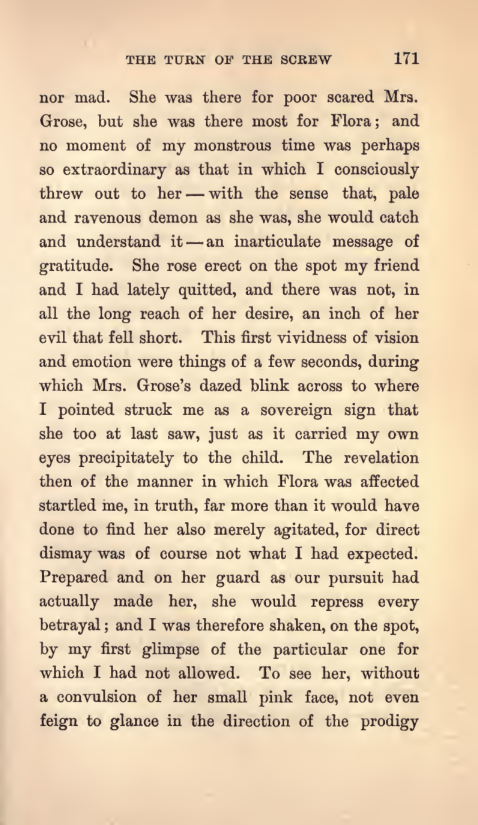 THE TURN OF THE SCREW 171
nor mad. She was there for poor scared Mrs.
Grose, but she was there most for Flora; and
no moment of my monstrous time was perhaps
so extraordinary as that in which I consciously
threw out to her — with the sense that, pale
and ravenous demon as she was, she would catch
and understand it — an inarticulate message of
gratitude. She rose erect on the spot my friend
and I had lately quitted, and there was not, in
all the long reach of her desire, an inch of her
evil that fell short. This first vividness of vision
and emotion were things of a few seconds, during
which Mrs. Grose's dazed blink across to where
I pointed struck me as a sovereign sign that
she too at last saw, just as it carried my own
eyes precipitately to the child. The revelation
then of the manner in which Flora was affected
startled me, in truth, far more than it would have
done to find her also merely agitated, for direct
dismay was of course not what I had expected.
Prepared and on her guard as our pursuit had
actually made her, she would repress every
betrayal; and I was therefore shaken, on the spot,
by my first glimpse of the particular one for
which I had not allowed. To see her, without
a convulsion of her small pink face, not even
feign to glance in the direction of the prodigy